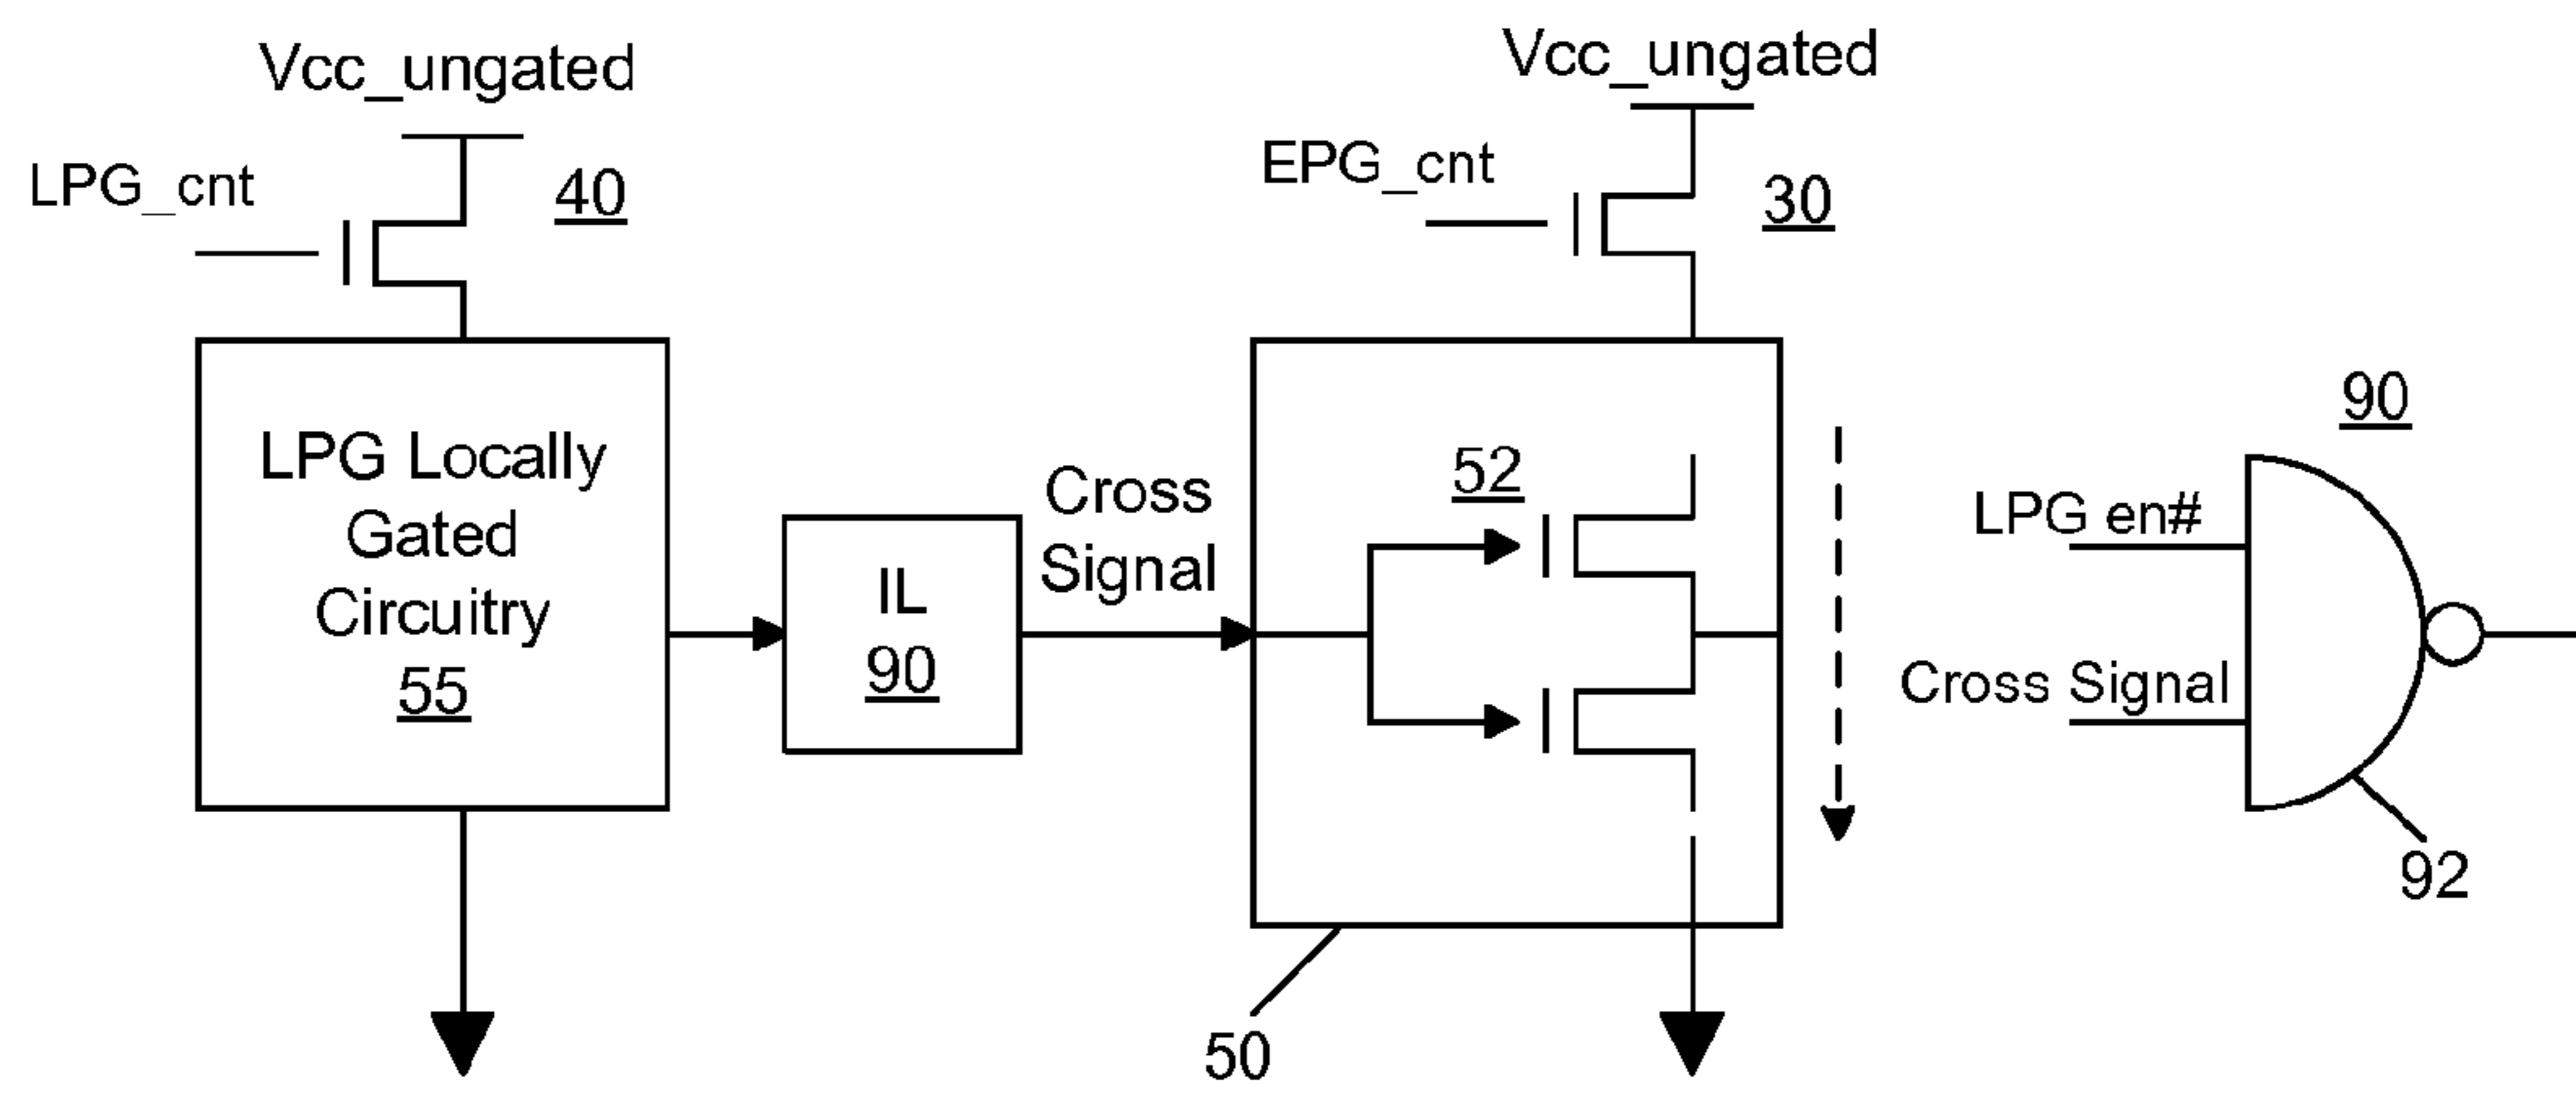 Vcc_ungated
LPG_cnt
40
LPG Locally
Gated
Circuitry
55
IL
90
Cross
Signal
Vcc_ungated
EPG_cnt
30
52
50
90
LPG en#
Cross Signal
92